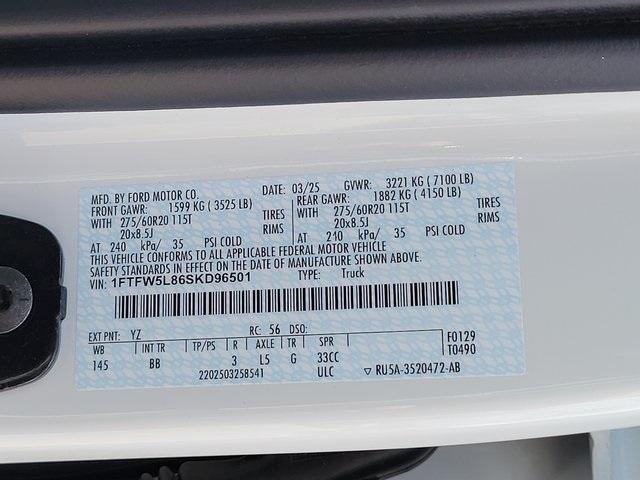 MFD. BY FORD MOTOR CO. DATE: 03/25 GVWR: 3221 KG ( 7100 LB)
FRONT GAWR: 1599 KG ( 3525 LB) REAR GAWR: 1882 KG ( 4150 LB)
WITH 275/60R20 115T TIRES WITH 275/60R20 115T TIRES
20x8.5J RIMS 20x8.5J RIMS
AT 240 kPa/ 35 PSI COLD AT 210 kPa/ 35 PSI COLD
THIS VEHICLE CONFORMS TO ALL APPLICABLE FEDERAL MOTOR VEHICLE
SAFETY STANDARDS IN EFFECT ON THE DATE OF MANUFACTURE SHOWN ABOVE
VIN: 1FTFW5L86SKD96501 TYPE: Truck
EXT PNT: YZ RC: 56 DSO:
WB INT TR TP/PS R AXLE TR SPR F0129
145 BB 3 L5 G 33CC T0490
2202503258541 ULC ▽ RU5A-3520472-AB